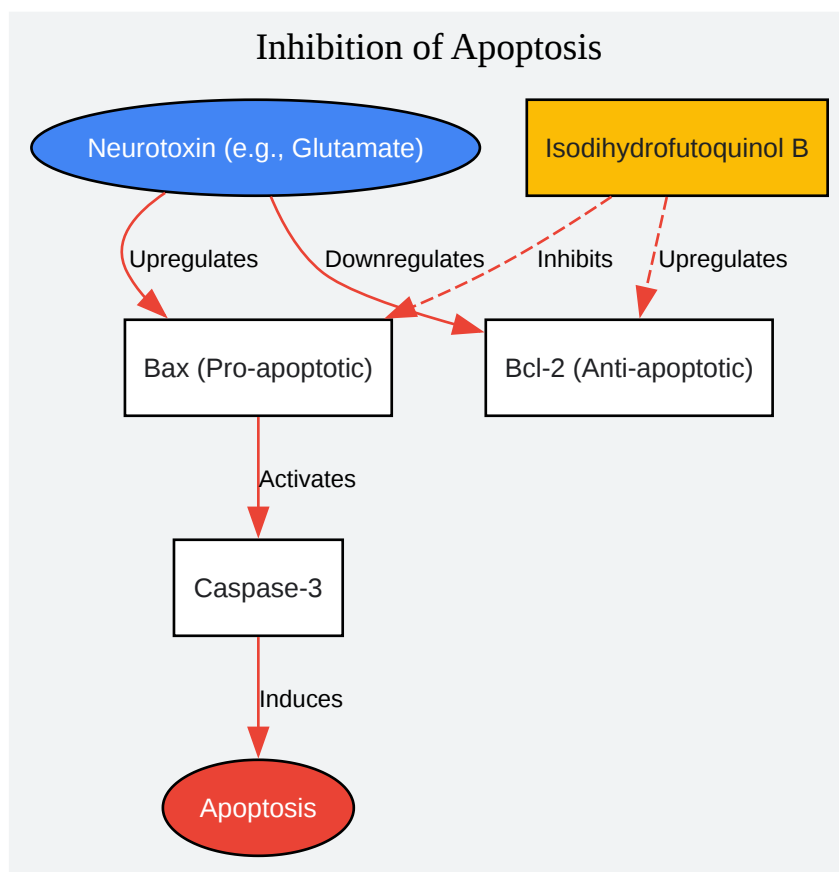 Inhibition of Apoptosis
Neurotoxin (e.g., Glutamate)
Isodihydrofutoquinol B
Upregulates
Downregulates
Inhibits
Upregulates
Bax (Pro-apoptotic)
Bcl-2 (Anti-apoptotic)
Activates
Caspase-3
Induces
Apoptosis